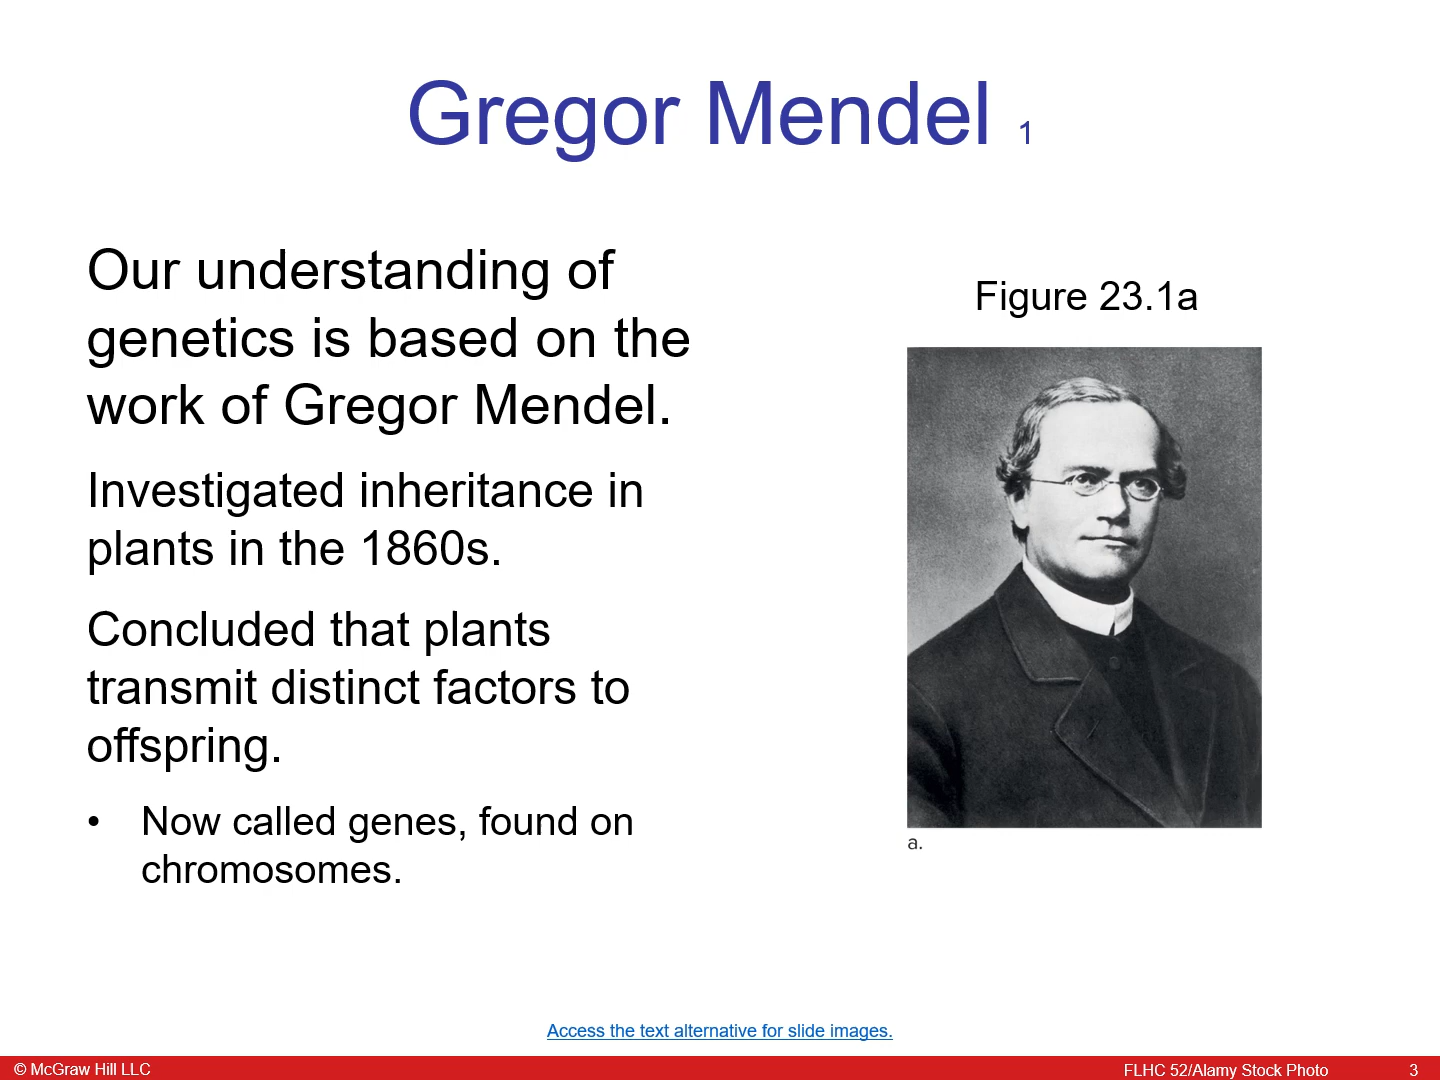 Gregor Mendel 1
Our understanding of
genetics is based on the
work of Gregor Mendel.
Investigated inheritance in
plants in the 1860s.
Concluded that plants
transmit distinct factors to
offspring.
• Now called genes, found on
chromosomes.
Figure 23.1a
a.
Access the text alternative for slide images.
© McGraw Hill LLC
FLHC 52/Alamy Stock Photo
3